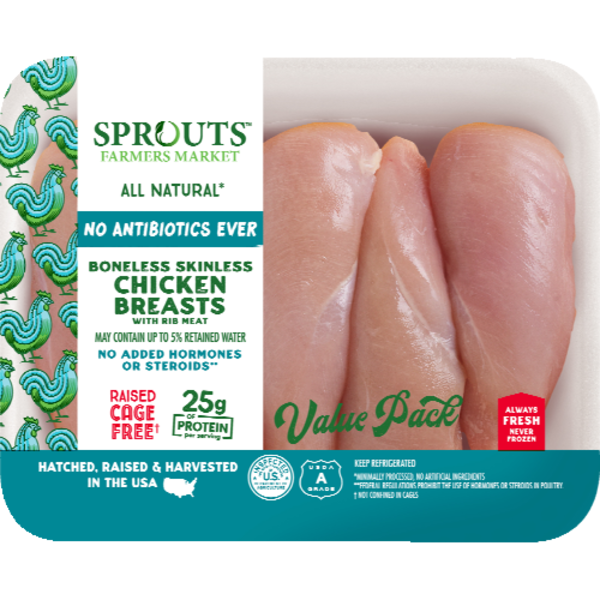 SPROUTS™
FARMERS MARKET
ALL NATURAL*
NO ANTIBIOTICS EVER
BONELESS SKINLESS
CHICKEN
BREASTS
WITH RIB MEAT
MAY CONTAIN UP TO 5% RETAINED WATER
NO ADDED HORMONES
OR STEROIDS**
RAISED
CAGE
FREE†
25g
OF
PROTEIN
per serving
Value Pack
ALWAYS
FRESH
NEVER
FROZEN
HATCHED, RAISED & HARVESTED
IN THE USA
INSPECTED
U.S.
AGRICULTURE
USDA
A
GRADE
KEEP REFRIGERATED
*MINIMALLY PROCESSED, NO ARTIFICIAL INGREDIENTS
**FEDERAL REGULATIONS PROHIBIT THE USE OF HORMONES OR STEROIDS IN POULTRY
† NOT CONFINED IN CAGES